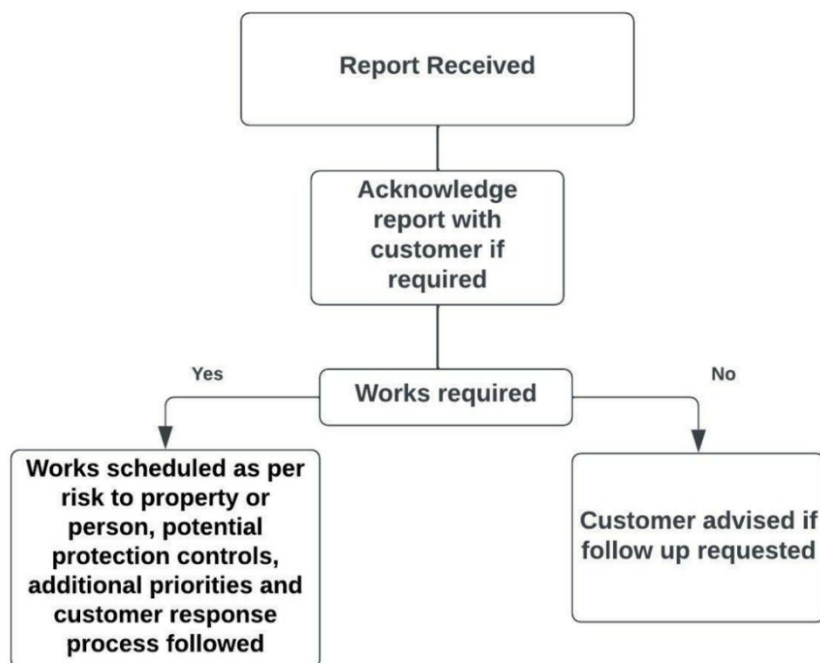 Report Received
Acknowledge
report with
customer if
required
Yes
No
Works required
Works scheduled as per
risk to property or
person, potential
protection controls,
additional priorities and
customer response
process followed
Customer advised if
follow up requested